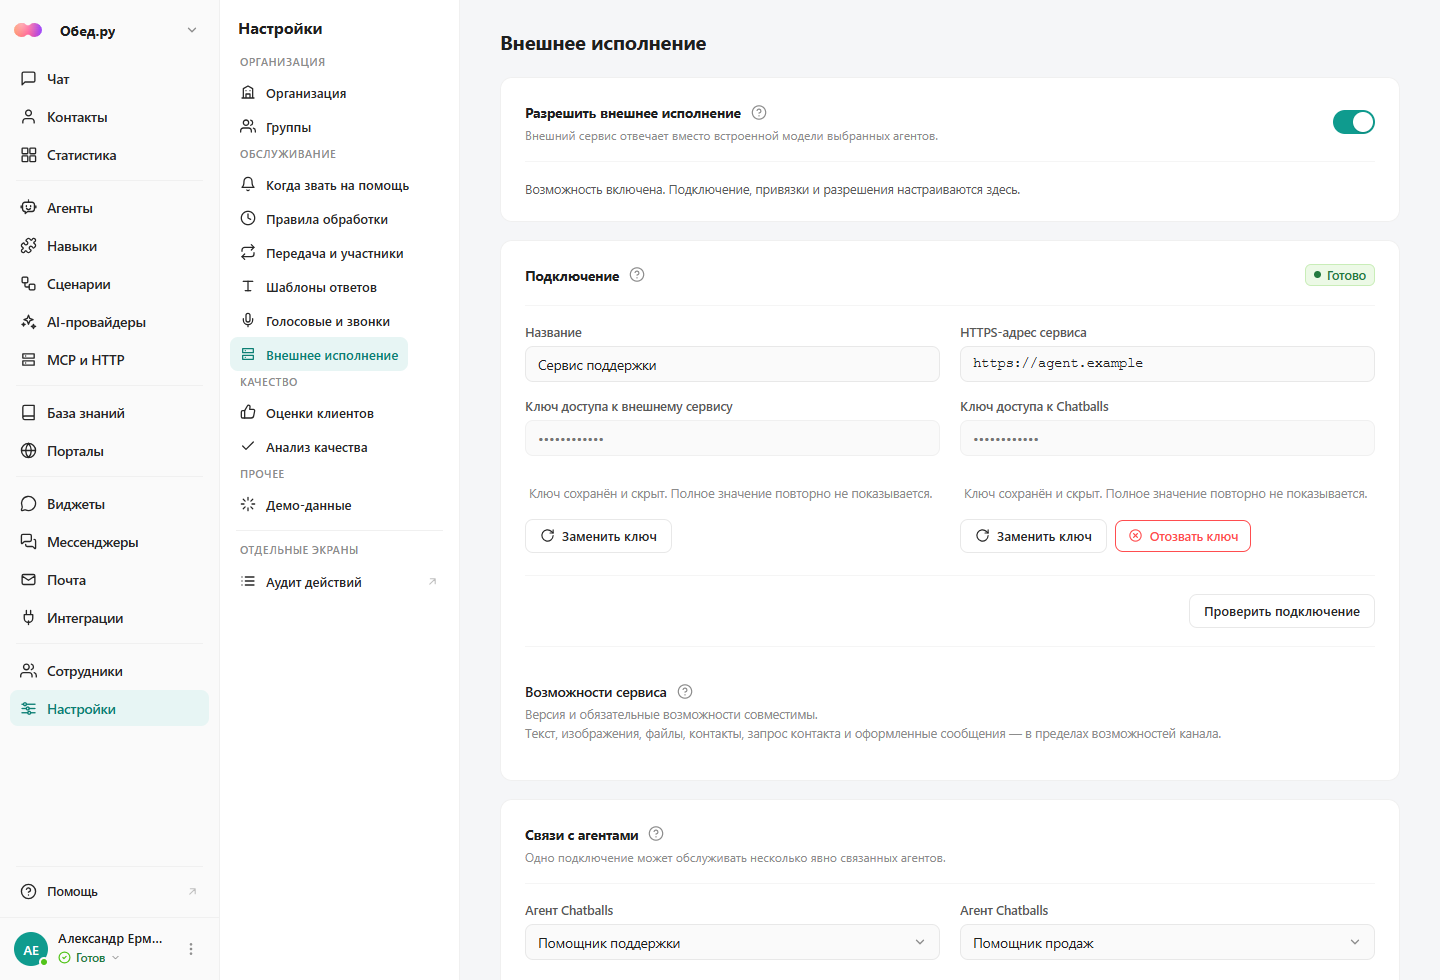 Обед.ру
Чат
Контакты
Статистика
Агенты
Навыки
Сценарии
AI-провайдеры
MCP и HTTP
База знаний
Порталы
Виджеты
Мессенджеры
Почта
Интеграции
Сотрудники
Настройки
Помощь
AE
Александр Ерм...
Готов
Настройки
ОРГАНИЗАЦИЯ
Организация
Группы
ОБСЛУЖИВАНИЕ
Когда звать на помощь
Правила обработки
Передача и участники
Шаблоны ответов
Голосовые и звонки
Внешнее исполнение
КАЧЕСТВО
Оценки клиентов
Анализ качества
ПРОЧЕЕ
Демо-данные
ОТДЕЛЬНЫЕ ЭКРАНЫ
Аудит действий
Внешнее исполнение
Разрешить внешнее исполнение
Внешний сервис отвечает вместо встроенной модели выбранных агентов.
Возможность включена. Подключение, привязки и разрешения настраиваются здесь.
Подключение
Готово
Название
HTTPS-адрес сервиса
Сервис поддержки
https://agent.example
Ключ доступа к внешнему сервису
Ключ доступа к Chatballs
••••••••••••
••••••••••••
Ключ сохранён и скрыт. Полное значение повторно не показывается.
Ключ сохранён и скрыт. Полное значение повторно не показывается.
Заменить ключ
Заменить ключ
Отозвать ключ
Проверить подключение
Возможности сервиса
Версия и обязательные возможности совместимы.
Текст, изображения, файлы, контакты, запрос контакта и оформленные сообщения — в пределах возможностей канала.
Связи с агентами
Одно подключение может обслуживать несколько явно связанных агентов.
Агент Chatballs
Агент Chatballs
Помощник поддержки
Помощник продаж